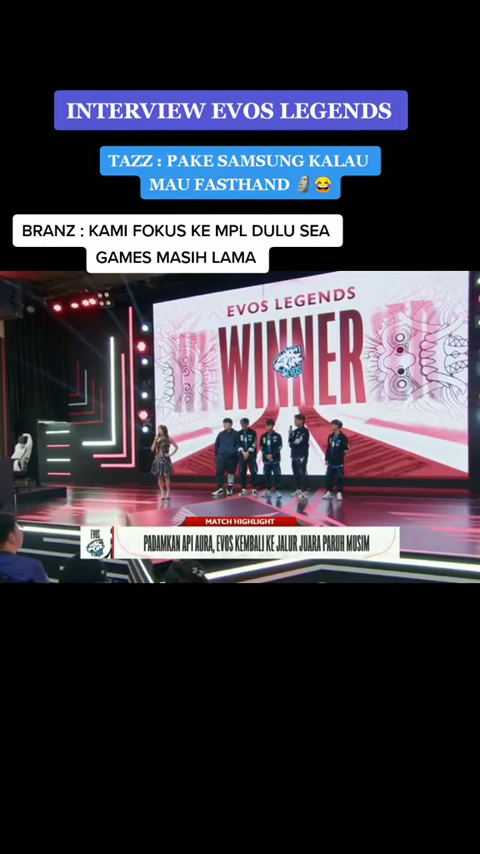 INTERVIEW EVOS LEGENDS
TAZZ : PAKE SAMSUNG KALAU
MAU FASTHAND 🗿😂
BRANZ : KAMI FOKUS KE MPL DULU SEA
GAMES MASIH LAMA
EVOS LEGENDS
WINNER
MATCH HIGHLIGHT
EVOS
PADAMKAN API AURA, EVOS KEMBALI KE JALUR JUARA PARUH MUSIM